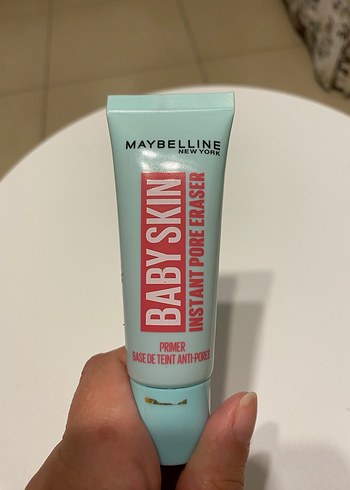 MAYBELLINE
NEW YORK
BABY SKIN
INSTANT PORE ERASER
PRIMER
BASE DE TEINT ANTI-PORES